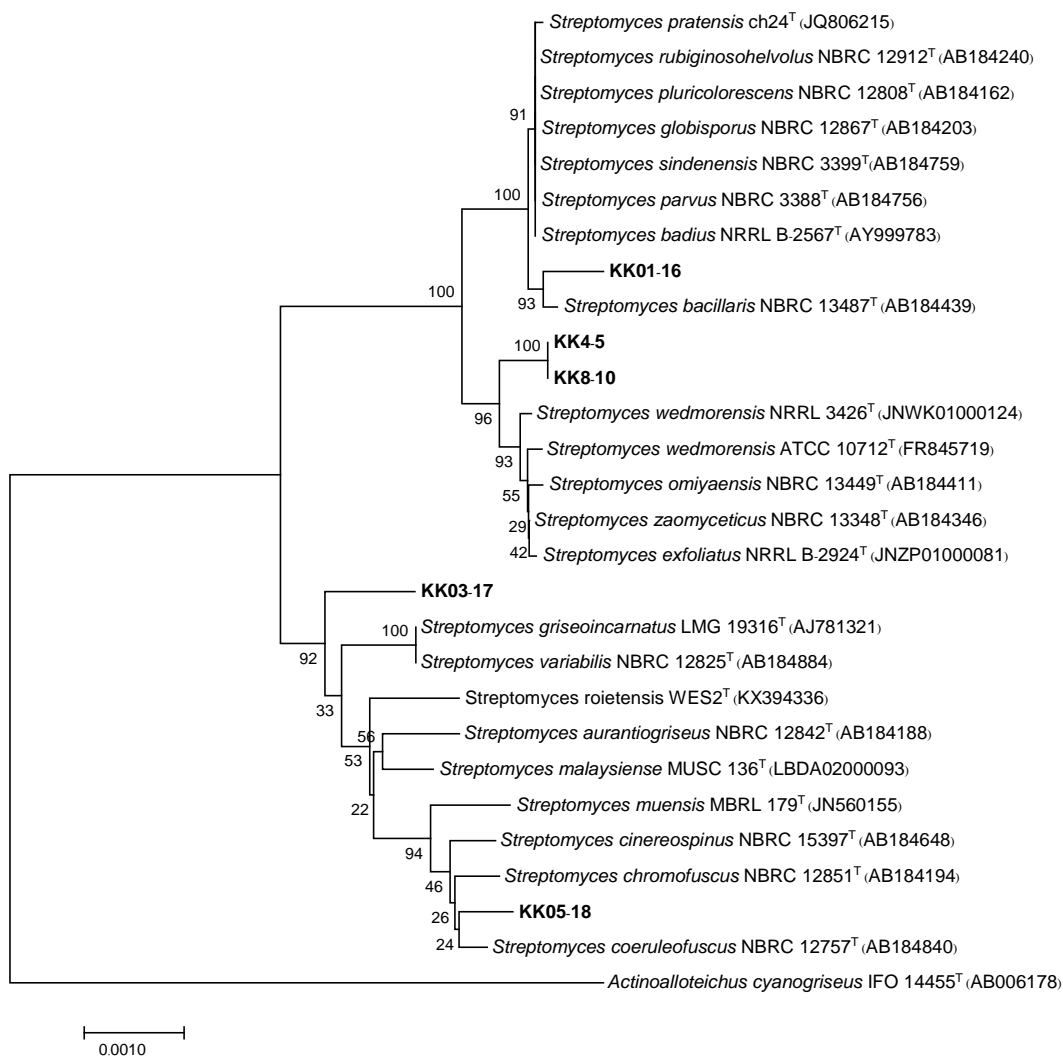 Streptomyces pratensis ch24T (JQ806215)
Streptomyces rubiginosohelvolus NBRC 12912T (AB184240)
Streptomyces pluricolorescens NBRC 12808T (AB184162)
91
Streptomyces globisporus NBRC 12867T (AB184203)
Streptomyces sindenensis NBRC 3399T (AB184759)
100
Streptomyces parvus NBRC 3388T (AB184756)
Streptomyces badius NRRL B-2567T (AY999783)
KK01-16
100
93
Streptomyces bacillaris NBRC 13487T (AB184439)
100
KK4-5
KK8-10
96
Streptomyces wedmorensis NRRL 3426T (JNWK01000124)
93
Streptomyces wedmorensis ATCC 10712T (FR845719)
55
Streptomyces omiyaensis NBRC 13449T (AB184411)
29
Streptomyces zaomyceticus NBRC 13348T (AB184346)
42
Streptomyces exfoliatus NRRL B-2924T (JNZP01000081)
KK03-17
100
Streptomyces griseoincarnatus LMG 19316T (AJ781321)
92
Streptomyces variabilis NBRC 12825T (AB184884)
33
Streptomyces roietensis WES2T (KX394336)
56
Streptomyces aurantiogriseus NBRC 12842T (AB184188)
53
Streptomyces malaysiense MUSC 136T (LBDA02000093)
22
Streptomyces muensis MBRL 179T (JN560155)
94
Streptomyces cinereospinus NBRC 15397T (AB184648)
46
Streptomyces chromofuscus NBRC 12851T (AB184194)
26
KK05-18
24
Streptomyces coeruleofuscus NBRC 12757T (AB184840)
Actinoalloteichus cyanogriseus IFO 14455T (AB006178)
0.0010